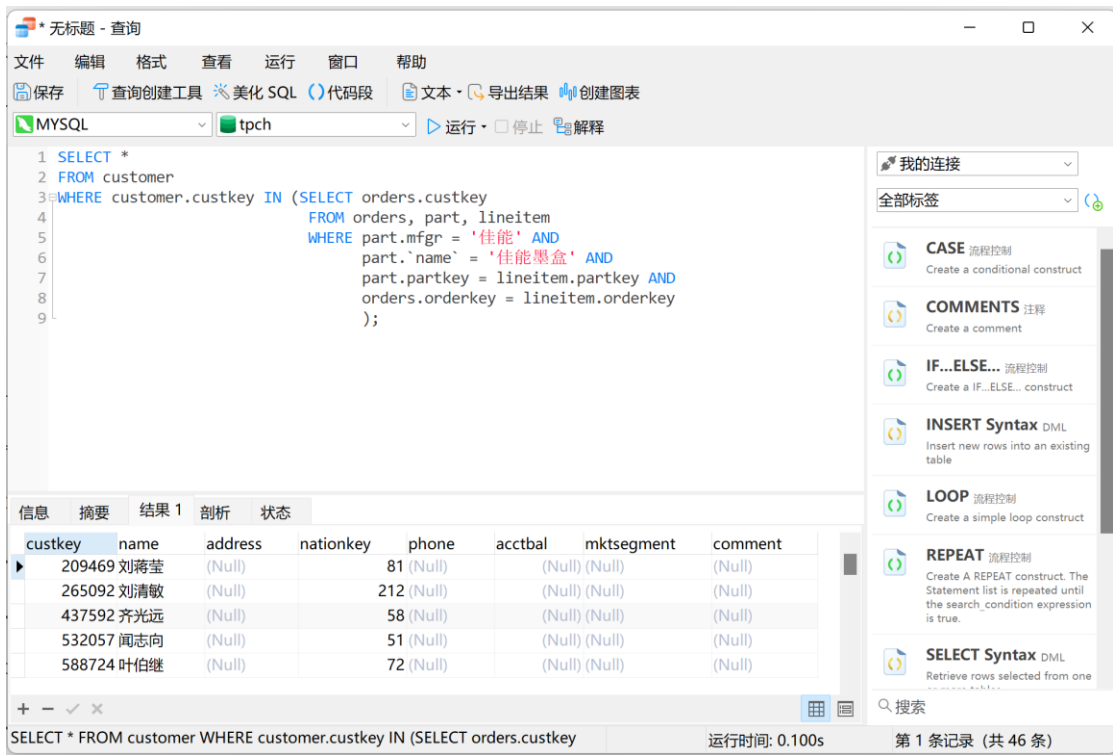 * 无标题 - 查询
文件 编辑 格式 查看 运行 窗口 帮助
保存 查询创建工具 美化 SQL 代码段 文本 导出结果 创建图表
MYSQL tpch 运行 停止 解释
1 SELECT *
2 FROM customer
3 WHERE customer.custkey IN (SELECT orders.custkey
4 FROM orders, part, lineitem
5 WHERE part.mfgr = '佳能' AND
6 part.`name` = '佳能墨盒' AND
7 part.partkey = lineitem.partkey AND
8 orders.orderkey = lineitem.orderkey
9 );
我的连接
全部标签
CASE 流程控制
Create a conditional construct
COMMENTS 注释
Create a comment
IF...ELSE... 流程控制
Create a IF...ELSE... construct
INSERT Syntax DML
Insert new rows into an existing
table
LOOP 流程控制
Create a simple loop construct
REPEAT 流程控制
Create A REPEAT construct. The
Statement list is repeated until
the search_condition expression
is true.
SELECT Syntax DML
Retrieve rows selected from one
搜索
信息 摘要 结果 1 剖析 状态
custkey name address nationkey phone acctbal mktsegment comment
209469 刘蒋莹 (Null) 81 (Null) (Null) (Null) (Null)
265092 刘清敏 (Null) 212 (Null) (Null) (Null) (Null)
437592 齐光远 (Null) 58 (Null) (Null) (Null) (Null)
532057 闻志向 (Null) 51 (Null) (Null) (Null) (Null)
588724 叶伯继 (Null) 72 (Null) (Null) (Null) (Null)
SELECT * FROM customer WHERE customer.custkey IN (SELECT orders.custkey 运行时间: 0.100s 第 1 条记录 (共 46 条)